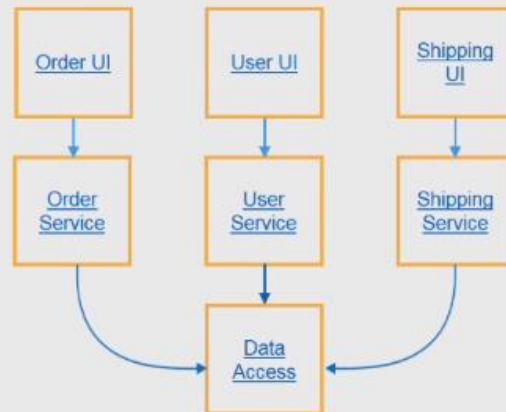 Order UI
User UI
Shipping
UI
Order
Service
User
Service
Shipping
Service
Data
Access